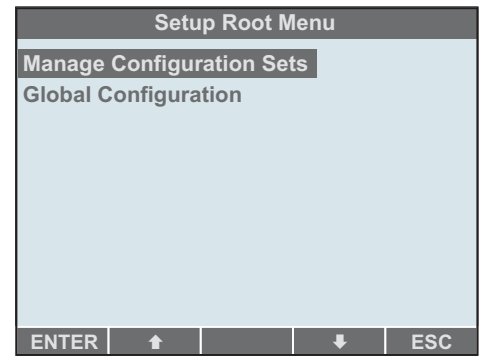 Setup Root Menu
Manage Configuration Sets
Global Configuration
ENTER ⬆ ⬇ ESC